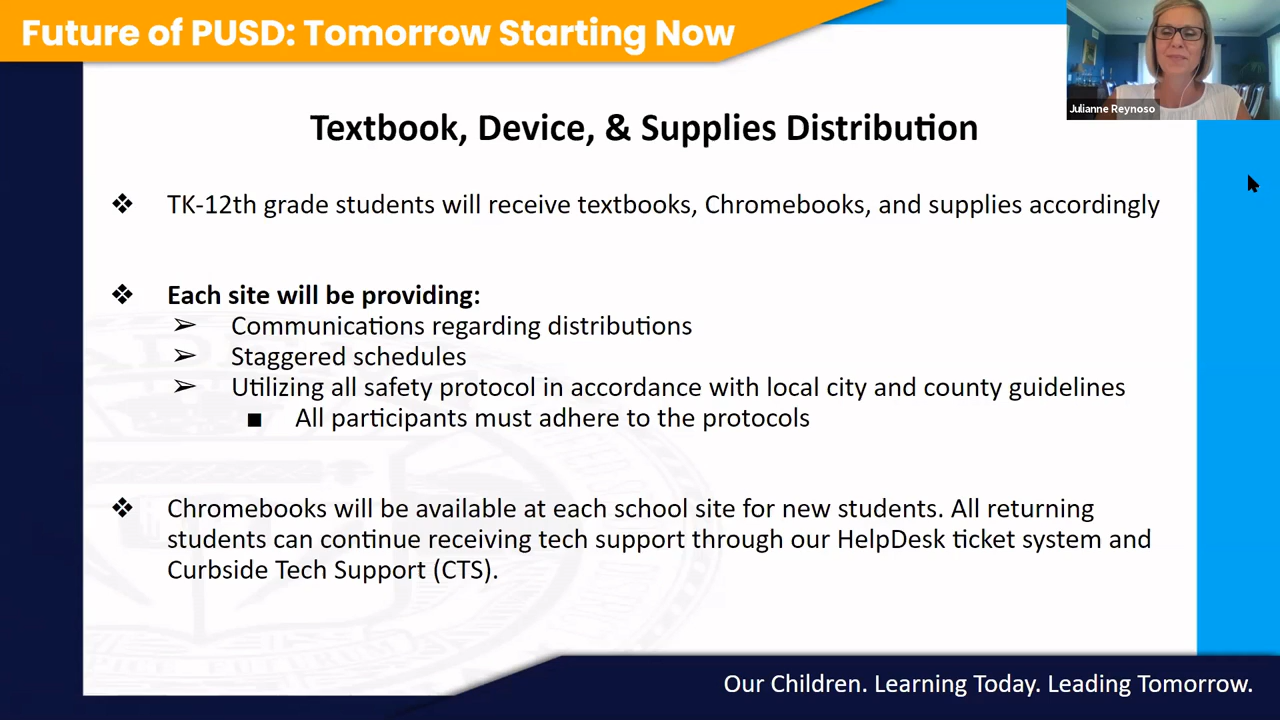 Future of PUSD: Tomorrow Starting Now
Julianne Reynoso
Textbook, Device, & Supplies Distribution
❖ TK-12th grade students will receive textbooks, Chromebooks, and supplies accordingly
❖ Each site will be providing:
➢ Communications regarding distributions
➢ Staggered schedules
➢ Utilizing all safety protocol in accordance with local city and county guidelines
■ All participants must adhere to the protocols
❖ Chromebooks will be available at each school site for new students. All returning
students can continue receiving tech support through our HelpDesk ticket system and
Curbside Tech Support (CTS).
Our Children. Learning Today. Leading Tomorrow.